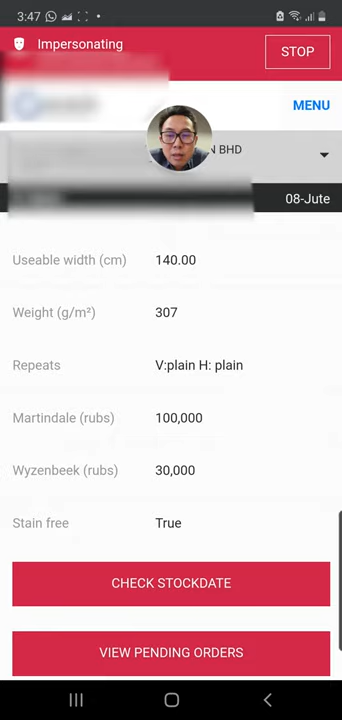 3:47
Impersonating
STOP
MENU
N BHD
08-Jute
Useable width (cm) 140.00
Weight (g/m²) 307
Repeats V:plain H: plain
Martindale (rubs) 100,000
Wyzenbeek (rubs) 30,000
Stain free True
CHECK STOCKDATE
VIEW PENDING ORDERS